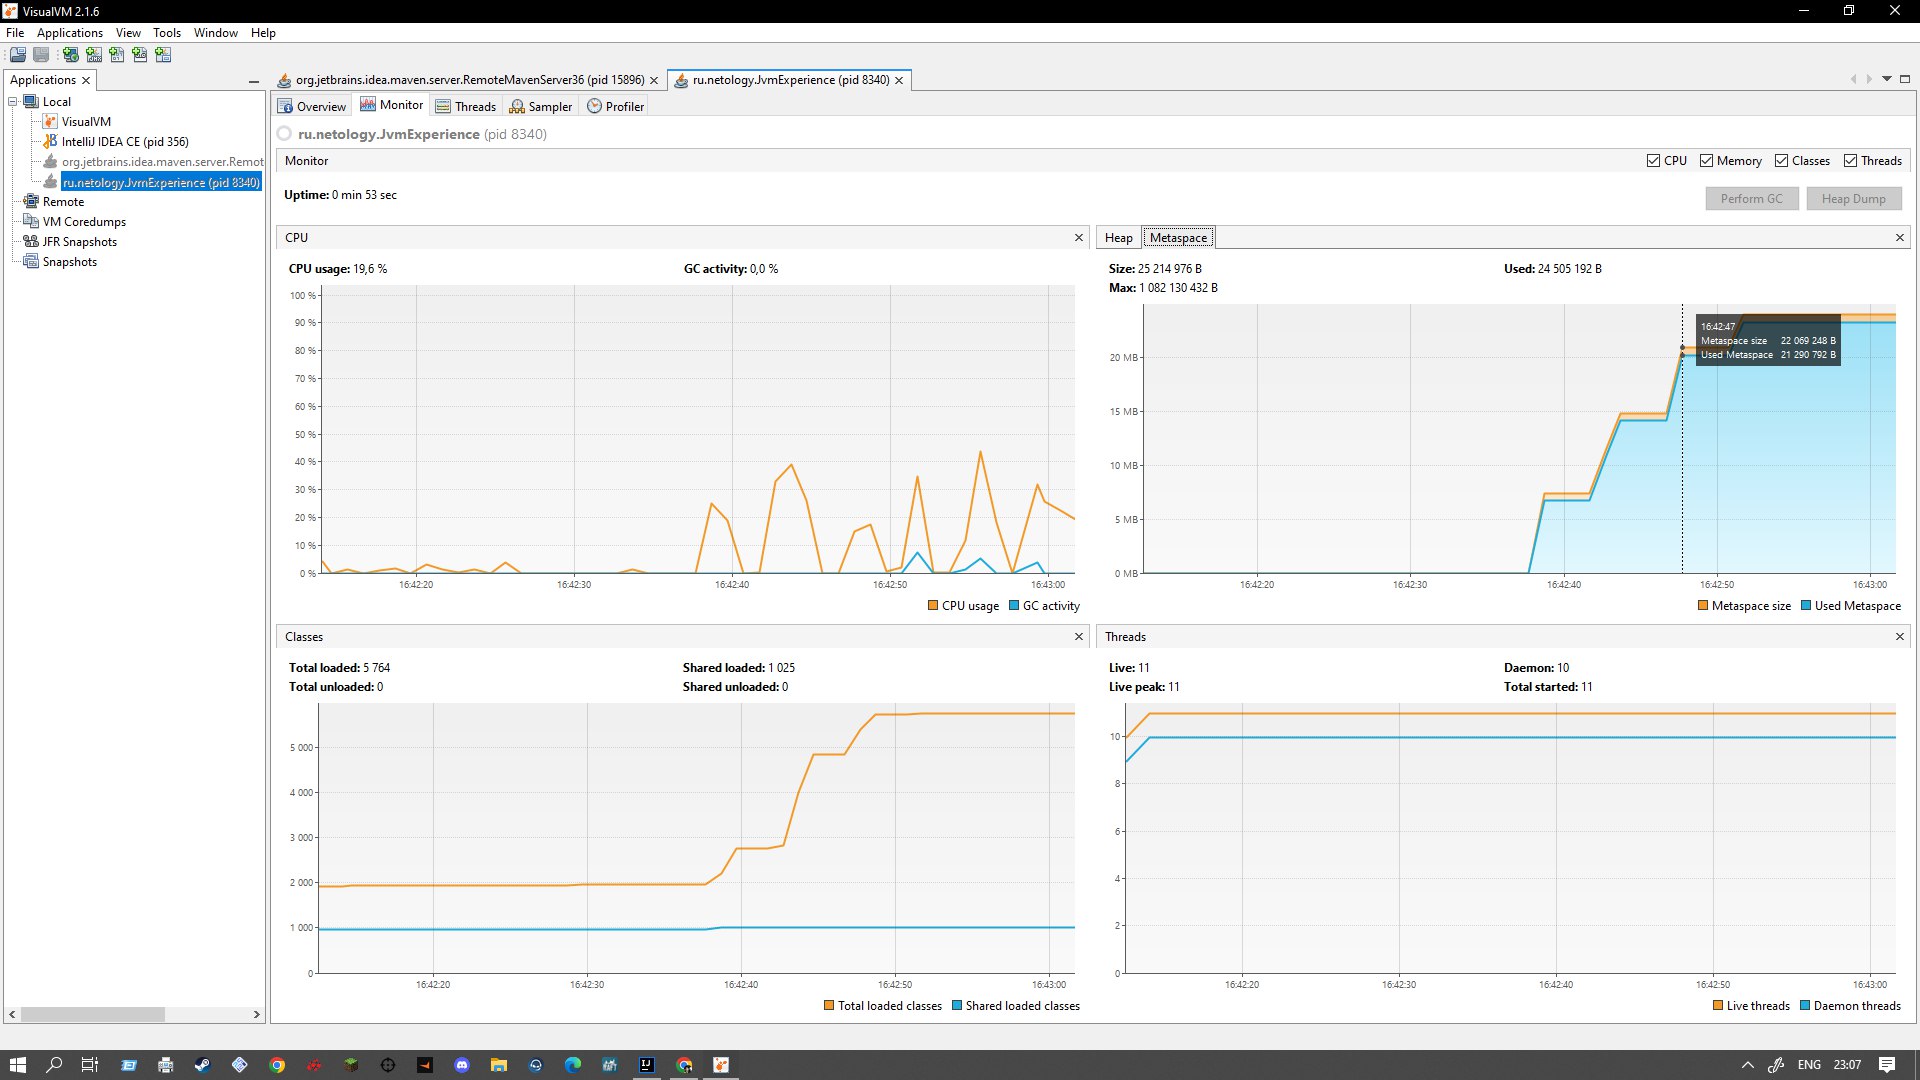 VisualVM 2.1.6
File Applications View Tools Window Help
Applications
Local
VisualVM
IntelliJ IDEA CE (pid 356)
org.jetbrains.idea.maven.server.Remot
ru.netology.JvmExperience (pid 8340)
Remote
VM Coredumps
JFR Snapshots
Snapshots
org.jetbrains.idea.maven.server.RemoteMavenServer36 (pid 15896)
ru.netology.JvmExperience (pid 8340)
Overview Monitor Threads Sampler Profiler
ru.netology.JvmExperience (pid 8340)
Monitor
CPU Memory Classes Threads
Uptime: 0 min 53 sec
Perform GC Heap Dump
CPU
CPU usage: 19,6 % GC activity: 0,0 %
100 %
90 %
80 %
70 %
60 %
50 %
40 %
30 %
20 %
10 %
0 %
16:42:20 16:42:30 16:42:40 16:42:50 16:43:00
CPU usage GC activity
Heap Metaspace
Size: 25 214 976 B Used: 24 505 192 B
Max: 1 082 130 432 B
16:42:47
Metaspace size 22 069 248 B
Used Metaspace 21 290 792 B
20 MB
15 MB
10 MB
5 MB
0 MB
16:42:20 16:42:30 16:42:40 16:42:50 16:43:00
Metaspace size Used Metaspace
Classes
Total loaded: 5 764 Shared loaded: 1 025
Total unloaded: 0 Shared unloaded: 0
5 000
4 000
3 000
2 000
1 000
0
16:42:20 16:42:30 16:42:40 16:42:50 16:43:00
Total loaded classes Shared loaded classes
Threads
Live: 11 Daemon: 10
Live peak: 11 Total started: 11
10
8
6
4
2
0
16:42:20 16:42:30 16:42:40 16:42:50 16:43:00
Live threads Daemon threads
ENG 23:07